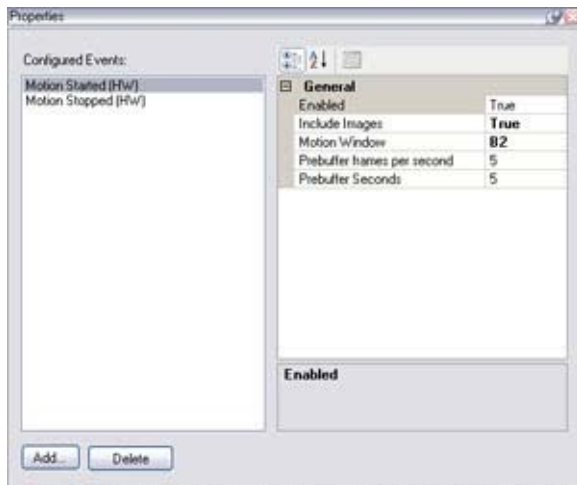 Properties
Configured Events:
Motion Started (HW)
Motion Stopped (HW)
General
Enabled True
Include Images True
Motion Window B2
Prebuffer frames per second 5
Prebuffer Seconds 5
Enabled
Add...
Delete